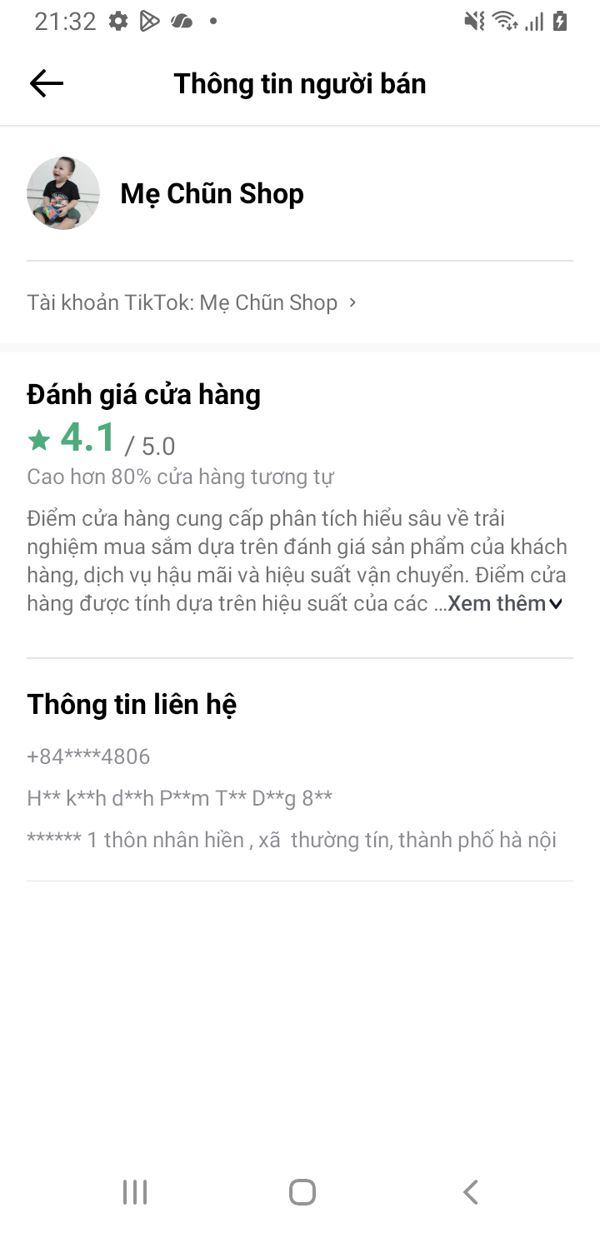 21:32
Thông tin người bán
Mẹ Chũn Shop
Tài khoản TikTok: Mẹ Chũn Shop
Đánh giá cửa hàng
4.1 / 5.0
Cao hơn 80% cửa hàng tương tự
Điểm cửa hàng cung cấp phân tích hiểu sâu về trải
nghiệm mua sắm dựa trên đánh giá sản phẩm của khách
hàng, dịch vụ hậu mãi và hiệu suất vận chuyển. Điểm cửa
hàng được tính dựa trên hiệu suất của các ...Xem thêm
Thông tin liên hệ
+84****4806
H** k**h d**h P**m T** D**g 8**
****** 1 thôn nhân hiền , xã  thường tín, thành phố hà nội